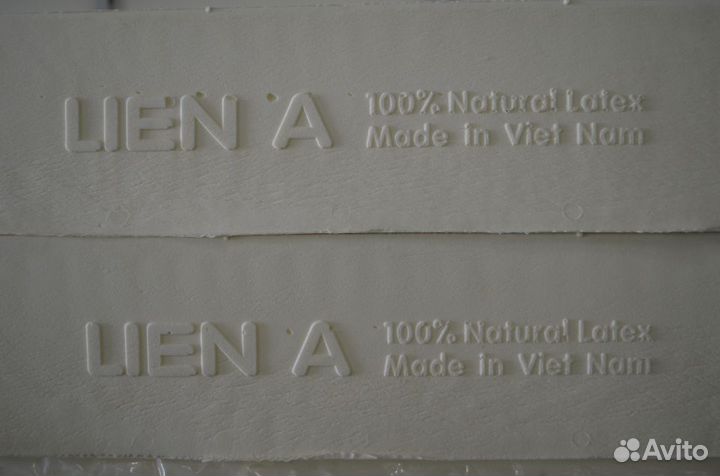 LIEN A
100% Natural Latex
Made in Viet Nam
LIEN A
100% Natural Latex
Made in Viet Nam
Avito